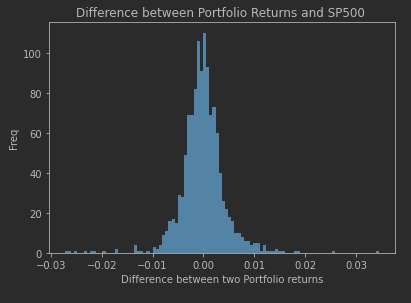 Difference between Portfolio Returns and SP500
100
80
60
40
20
0
Freq
−0.03 −0.02 −0.01 0.00 0.01 0.02 0.03
Difference between two Portfolio returns